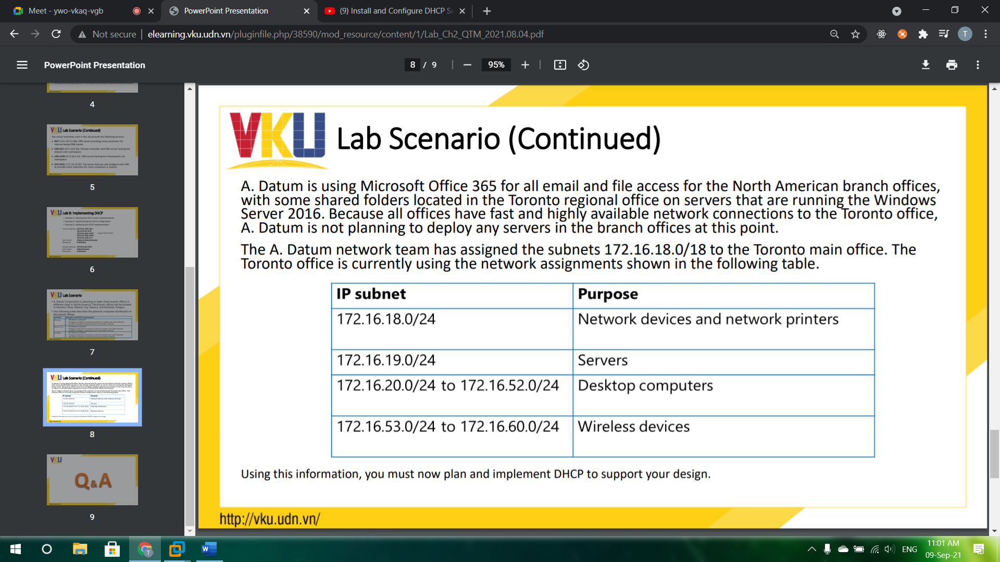 Meet - ywo-vkaq-vgb
PowerPoint Presentation
(9) Install and Configure DHCP Se
Not secure
elearning.vku.udn.vn/pluginfile.php/38590/mod_resource/content/1/Lab_Ch2_QTM_2021.08.04.pdf
T
PowerPoint Presentation
8 / 9
95%
4
VKU Lab Scenario (Continued)
5
VKU Lab B: Implementing DHCP
6
VKU Lab Scenario
7
VKU Lab Scenario (Continued)
8
VKU
Q&A
9
VKU Lab Scenario (Continued)
A. Datum is using Microsoft Office 365 for all email and file access for the North American branch offices,
with some shared folders located in the Toronto regional office on servers that are running the Windows
Server 2016. Because all offices have fast and highly available network connections to the Toronto office,
A. Datum is not planning to deploy any servers in the branch offices at this point.
The A. Datum network team has assigned the subnets 172.16.18.0/18 to the Toronto main office. The
Toronto office is currently using the network assignments shown in the following table.
IP subnet Purpose
172.16.18.0/24 Network devices and network printers
172.16.19.0/24 Servers
172.16.20.0/24 to 172.16.52.0/24 Desktop computers
172.16.53.0/24 to 172.16.60.0/24 Wireless devices
Using this information, you must now plan and implement DHCP to support your design.
http://vku.udn.vn/
T
W
ENG
11:01 AM
09-Sep-21